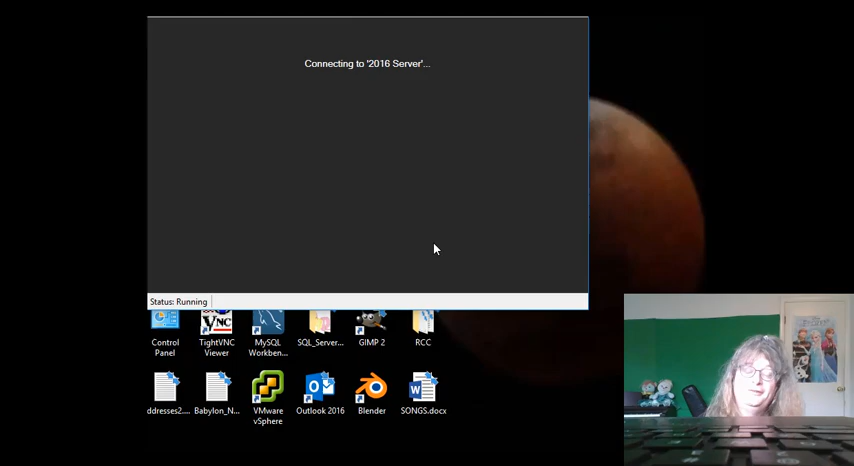 Connecting to '2016 Server'...
Status: Running
Control
Panel
TightVNC
Viewer
MySQL
Workben...
SQL_Server...
GIMP 2
RCC
ddresses2....
Babylon_N...
VMware
vSphere
Outlook 2016
Blender
SONGS.docx